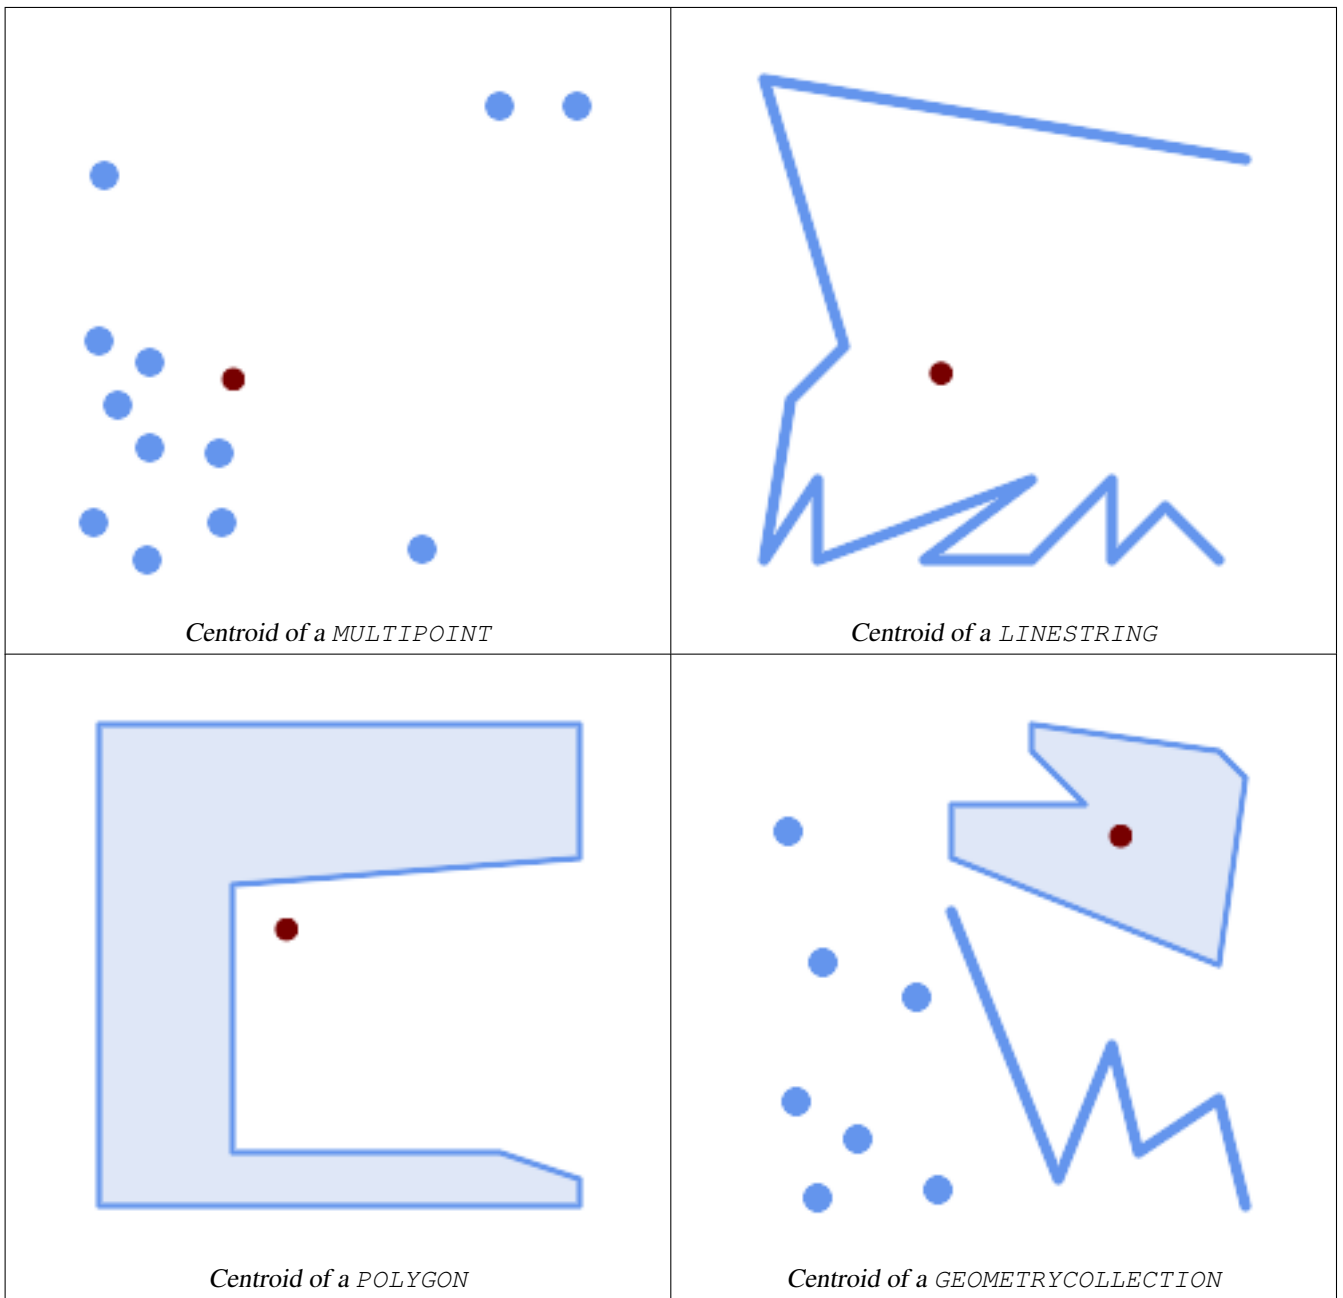 Centroid of a MULTIPOINT
Centroid of a LINESTRING
Centroid of a POLYGON
Centroid of a GEOMETRYCOLLECTION